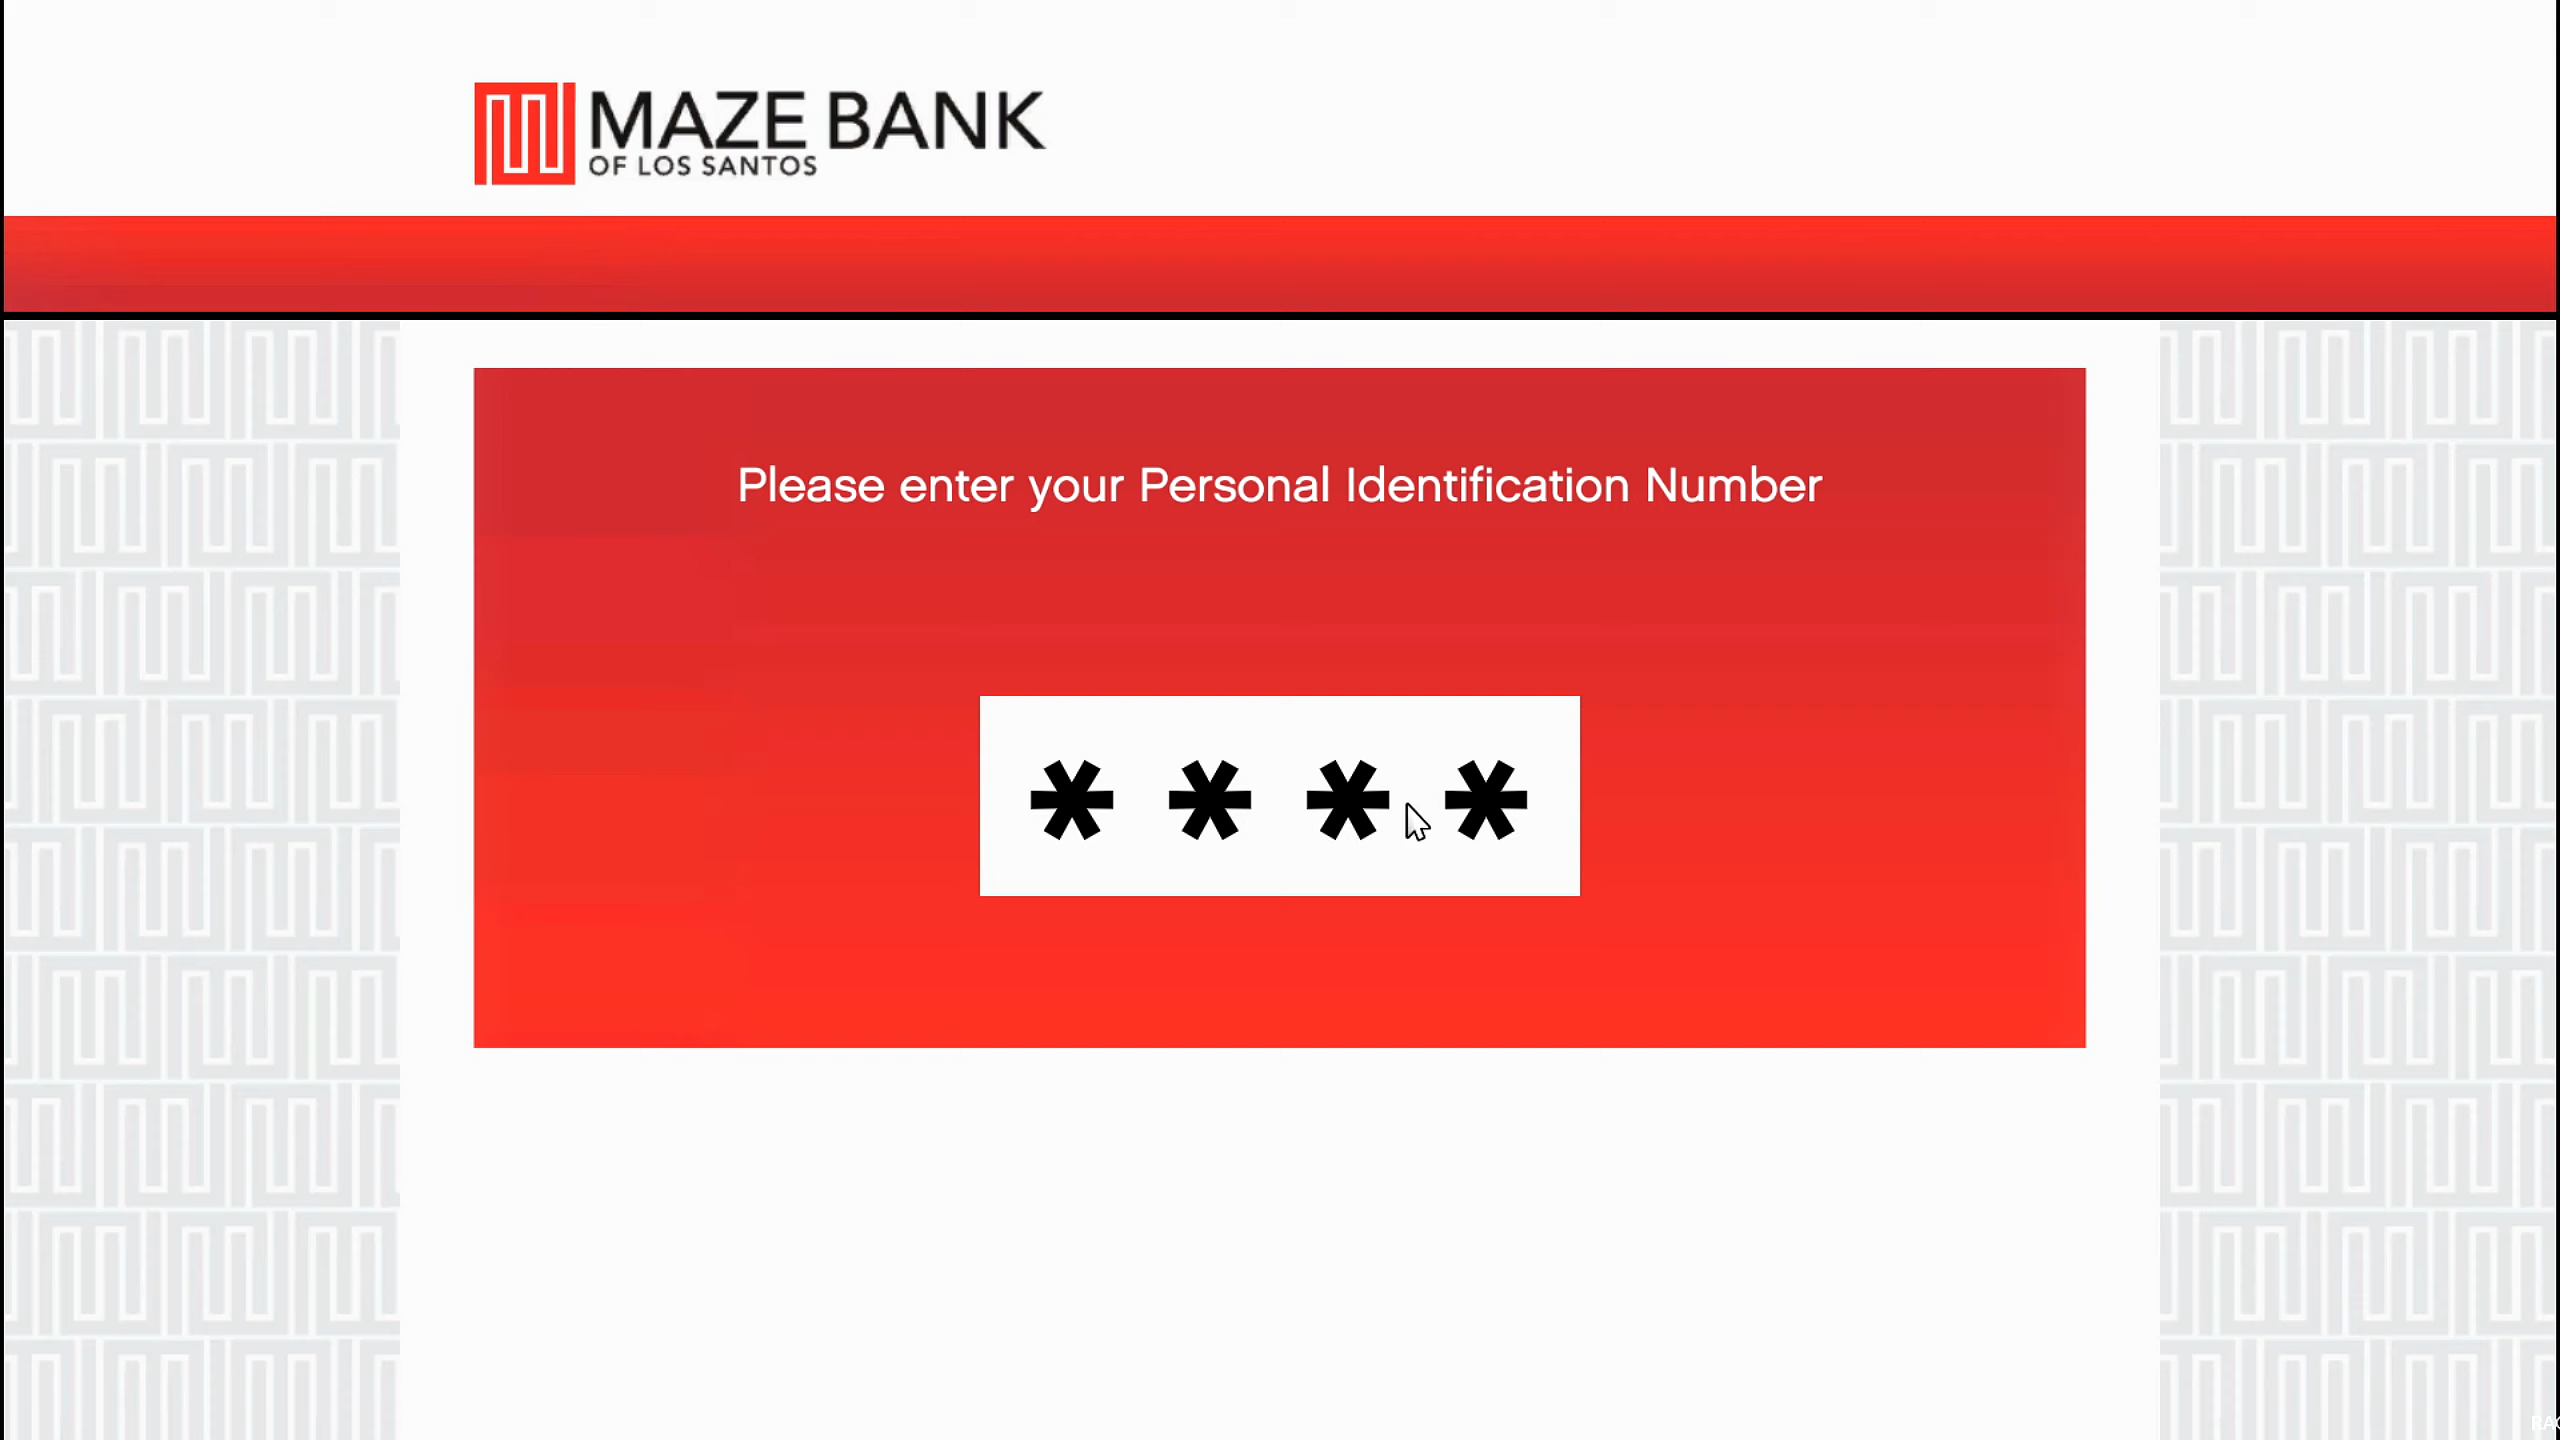 MAZE BANK
OF LOS SANTOS
Please enter your Personal Identification Number
* * * *